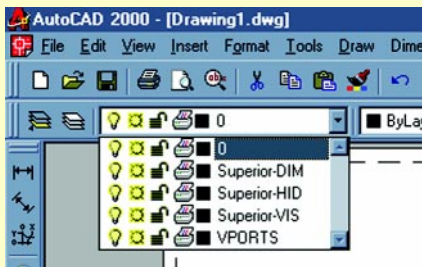 AutoCAD 2000 - [Drawing1.dwg]
File Edit View Insert Format Tools Draw Dime
0 ByLay
0
Superior-DIM
Superior-HID
Superior-VIS
VPORTS